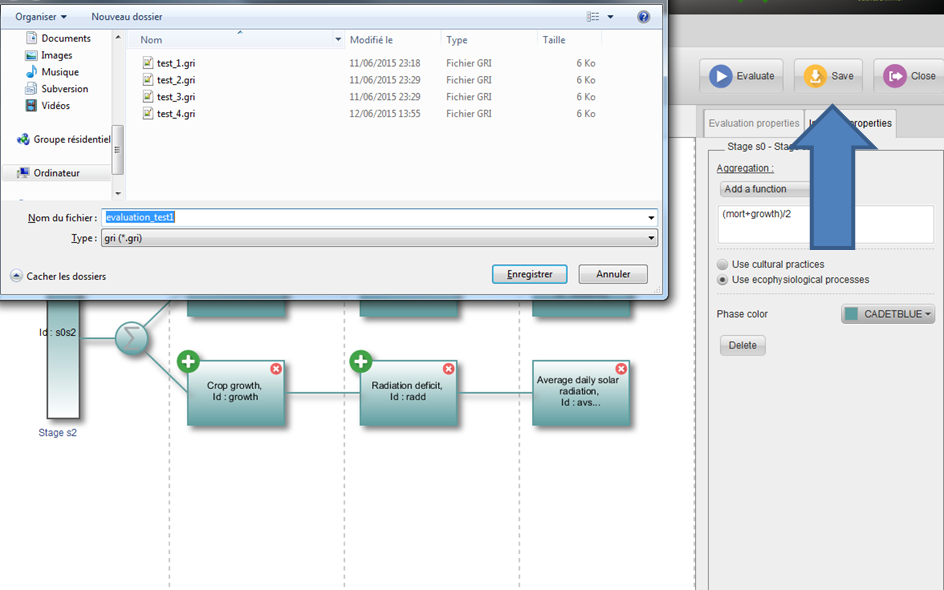 Organiser
Nouveau dossier
Documents
Images
Musique
Subversion
Vidéos
Groupe résidentiel
Ordinateur
Nom
Modifié le
Type
Taille
test_1.gri
11/06/2015 23:18
Fichier GRI
6 Ko
test_2.gri
11/06/2015 23:29
Fichier GRI
6 Ko
test_3.gri
11/06/2015 23:29
Fichier GRI
6 Ko
test_4.gri
12/06/2015 13:55
Fichier GRI
6 Ko
Nom du fichier :
evaluation_test1
Type :
gri (*.gri)
Cacher les dossiers
Enregistrer
Annuler
Evaluate
Save
Close
Evaluation properties
properties
Stage s0 - Stage
Aggregation :
Add a function
(mort+growth)/2
Use cultural practices
Use ecophysiological processes
Phase color
CADETBLUE
Delete
Id : s0s2
Σ
Stage s2
Crop growth,
Id : growth
Radiation deficit,
Id : radd
Average daily solar
radiation,
Id : avs...